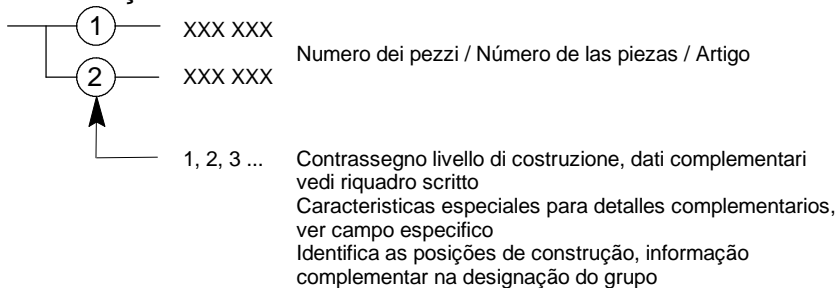 1 XXX XXX
Numero dei pezzi / Número de las piezas / Artigo
2 XXX XXX
1, 2, 3 ... Contrassegno livello di costruzione, dati complementari
vedi riquadro scritto
Caracteristicas especiales para detalles complementarios,
ver campo especifico
Identifica as posições de construção, informação
complementar na designação do grupo